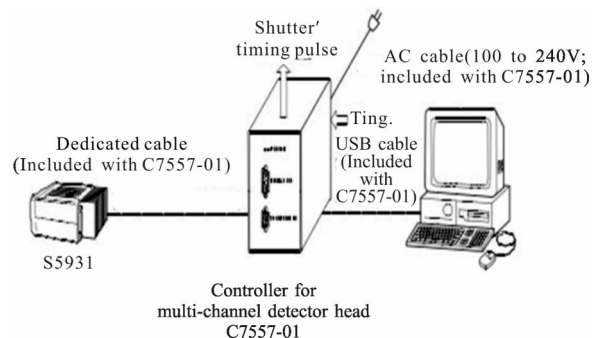 Shutter′
timing pulse
AC cable(100 to 240V;
included with C7557-01)
Ting.
Dedicated cable
(Included with C7557-01)
USB cable
(Included
with
C7557-01)
S5931
Controller for
multi-channel detector head
C7557-01